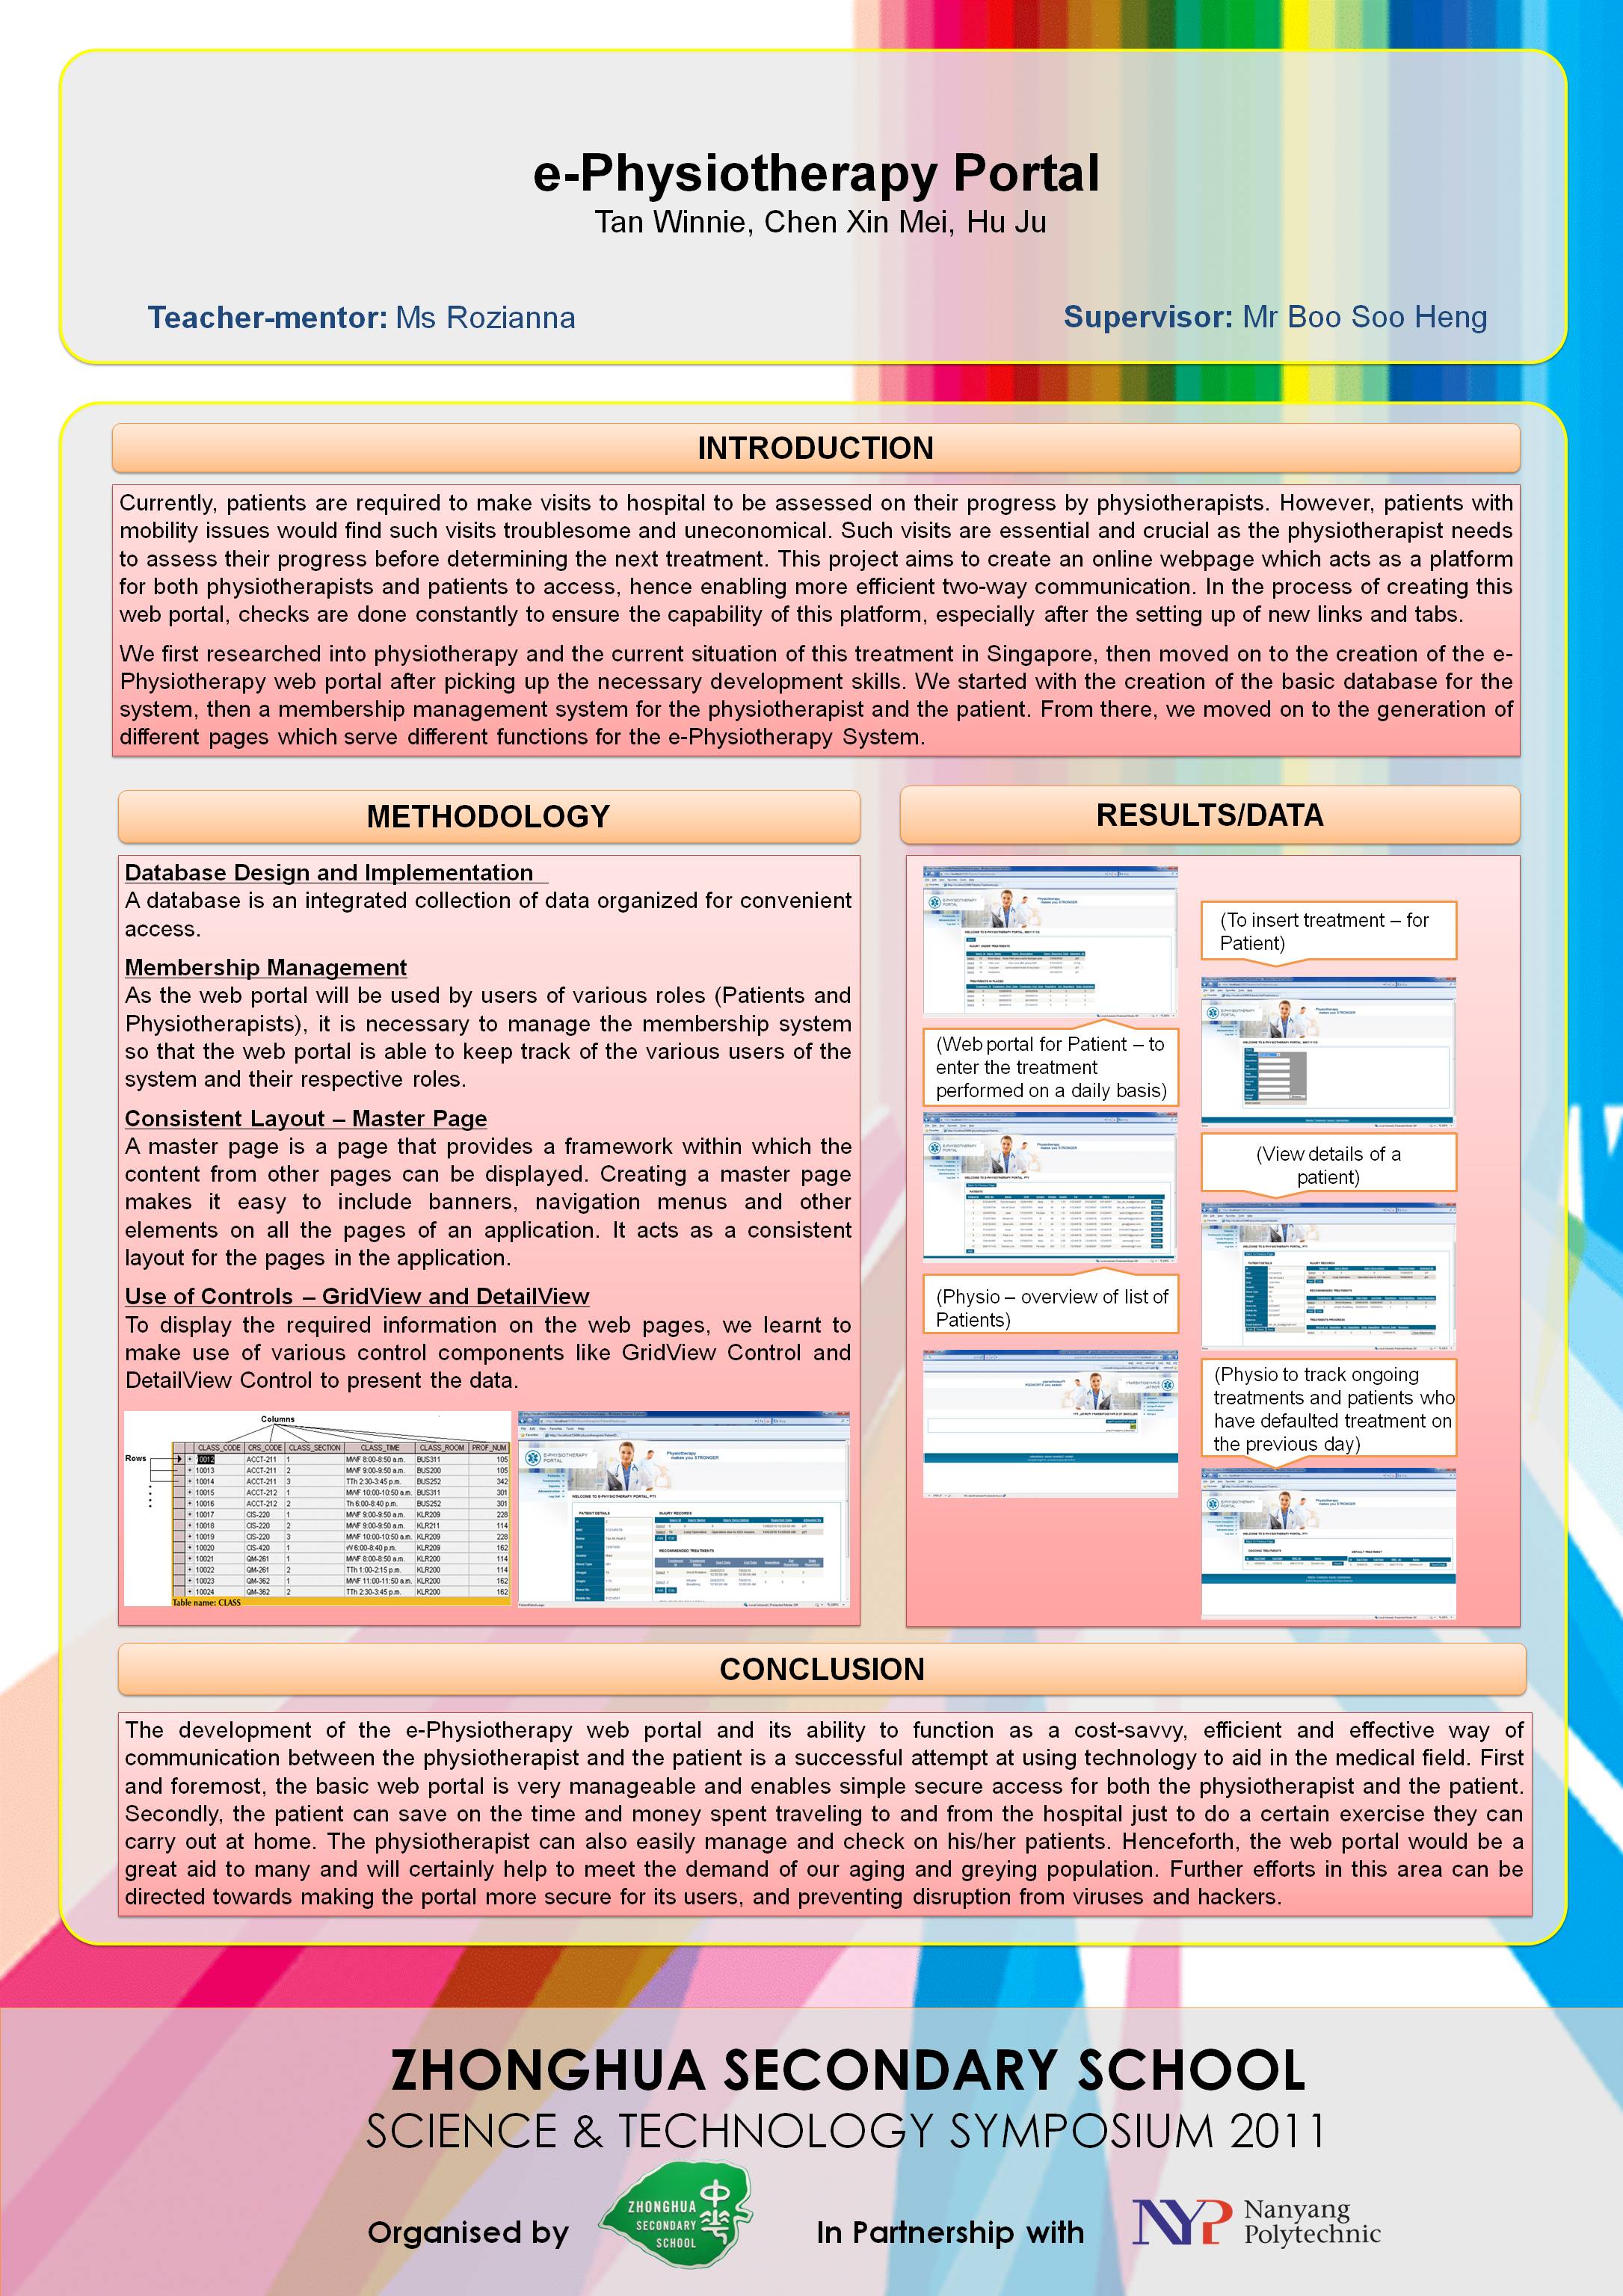 e-Physiotherapy Portal
Tan Winnie, Chen Xin Mei, Hu Ju
Teacher-mentor: Ms Rozianna
Supervisor: Mr Boo Soo Heng
INTRODUCTION
Currently, patients are required to make visits to hospital to be assessed on their progress by physiotherapists. However, patients with
mobility issues would find such visits troublesome and uneconomical. Such visits are essential and crucial as the physiotherapist needs
to assess their progress before determining the next treatment. This project aims to create an online webpage which acts as a platform
for both physiotherapists and patients to access, hence enabling more efficient two-way communication. In the process of creating this
web portal, checks are done constantly to ensure the capability of this platform, especially after the setting up of new links and tabs.
We first researched into physiotherapy and the current situation of this treatment in Singapore, then moved on to the creation of the e-
Physiotherapy web portal after picking up the necessary development skills. We started with the creation of the basic database for the
system, then a membership management system for the physiotherapist and the patient. From there, we moved on to the generation of
different pages which serve different functions for the e-Physiotherapy System.
METHODOLOGY
Database Design and Implementation
A database is an integrated collection of data organized for convenient
access.
Membership Management
As the web portal will be used by users of various roles (Patients and
Physiotherapists), it is necessary to manage the membership system
so that the web portal is able to keep track of the various users of the
system and their respective roles.
Consistent Layout – Master Page
A master page is a page that provides a framework within which the
content from other pages can be displayed. Creating a master page
makes it easy to include banners, navigation menus and other
elements on all the pages of an application. It acts as a consistent
layout for the pages in the application.
Use of Controls – GridView and DetailView
To display the required information on the web pages, we learnt to
make use of various control components like GridView Control and
DetailView Control to present the data.
Columns
Rows
CLASS_CODE CRS_CODE CLASS_SECTION CLASS_TIME CLASS_ROOM PROF_NUM
10012 ACCT-211 1 MWF 8:00-8:50 a.m. BUS311 105
10013 ACCT-211 2 MWF 9:00-9:50 a.m. BUS200 105
10014 ACCT-211 3 TTh 2:30-3:45 p.m. BUS252 342
10015 ACCT-212 1 MWF 10:00-10:50 a.m. BUS311 301
10016 ACCT-212 2 Th 6:00-8:40 p.m. BUS252 301
10017 CIS-220 1 MWF 9:00-9:50 a.m. KLR209 228
10018 CIS-220 2 MWF 9:00-9:50 a.m. KLR211 114
10019 CIS-220 3 MWF 10:00-10:50 a.m. KLR209 228
10020 CIS-420 1 W 6:00-8:40 p.m. KLR209 162
10021 QM-261 1 MWF 8:00-8:50 a.m. KLR200 114
10022 QM-261 2 TTh 1:00-2:15 p.m. KLR200 114
10023 QM-362 1 MWF 11:00-11:50 a.m. KLR200 162
10024 QM-362 2 TTh 2:30-3:45 p.m. KLR200 162
Table name: CLASS
E-PHYSIOTHERAPY
PORTAL
Physiotherapy
makes you STRONGER
WELCOME TO E-PHYSIOTHERAPY PORTAL, PT1
PATIENT DETAILS
INJURY RECORDS
RECOMMENDED TREATMENTS
RESULTS/DATA
(Web portal for Patient – to
enter the treatment
performed on a daily basis)
(Physio – overview of list of
Patients)
(To insert treatment – for
Patient)
(View details of a
patient)
(Physio to track ongoing
treatments and patients who
have defaulted treatment on
the previous day)
CONCLUSION
The development of the e-Physiotherapy web portal and its ability to function as a cost-savvy, efficient and effective way of
communication between the physiotherapist and the patient is a successful attempt at using technology to aid in the medical field. First
and foremost, the basic web portal is very manageable and enables simple secure access for both the physiotherapist and the patient.
Secondly, the patient can save on the time and money spent traveling to and from the hospital just to do a certain exercise they can
carry out at home. The physiotherapist can also easily manage and check on his/her patients. Henceforth, the web portal would be a
great aid to many and will certainly help to meet the demand of our aging and greying population. Further efforts in this area can be
directed towards making the portal more secure for its users, and preventing disruption from viruses and hackers.
ZHONGHUA SECONDARY SCHOOL
SCIENCE & TECHNOLOGY SYMPOSIUM 2011
Organised by
ZHONGHUA
SECONDARY
SCHOOL
In Partnership with
NYP
Nanyang
Polytechnic